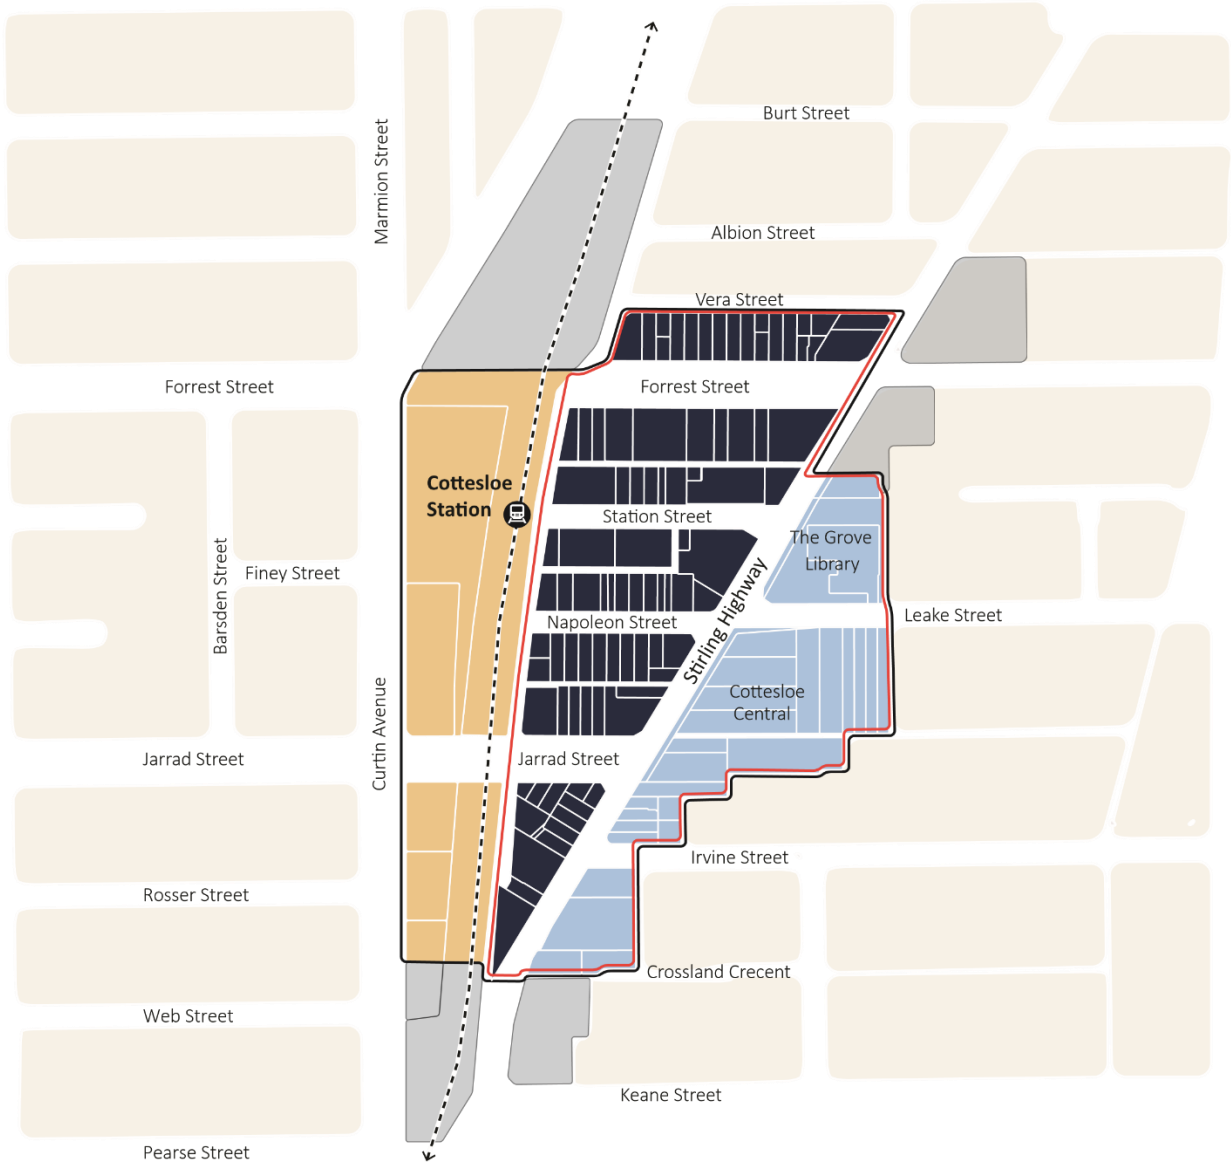 Burt Street
Marmion Street
Albion Street
Vera Street
Forrest Street
Forrest Street
Cottesloe
Station
Station Street
The Grove
Library
Barsden Street
Finey Street
Stirling Highway
Leake Street
Napoleon Street
Cottesloe
Central
Curtin Avenue
Jarrad Street
Jarrad Street
Irvine Street
Rosser Street
Crossland Crecent
Web Street
Keane Street
Pearse Street